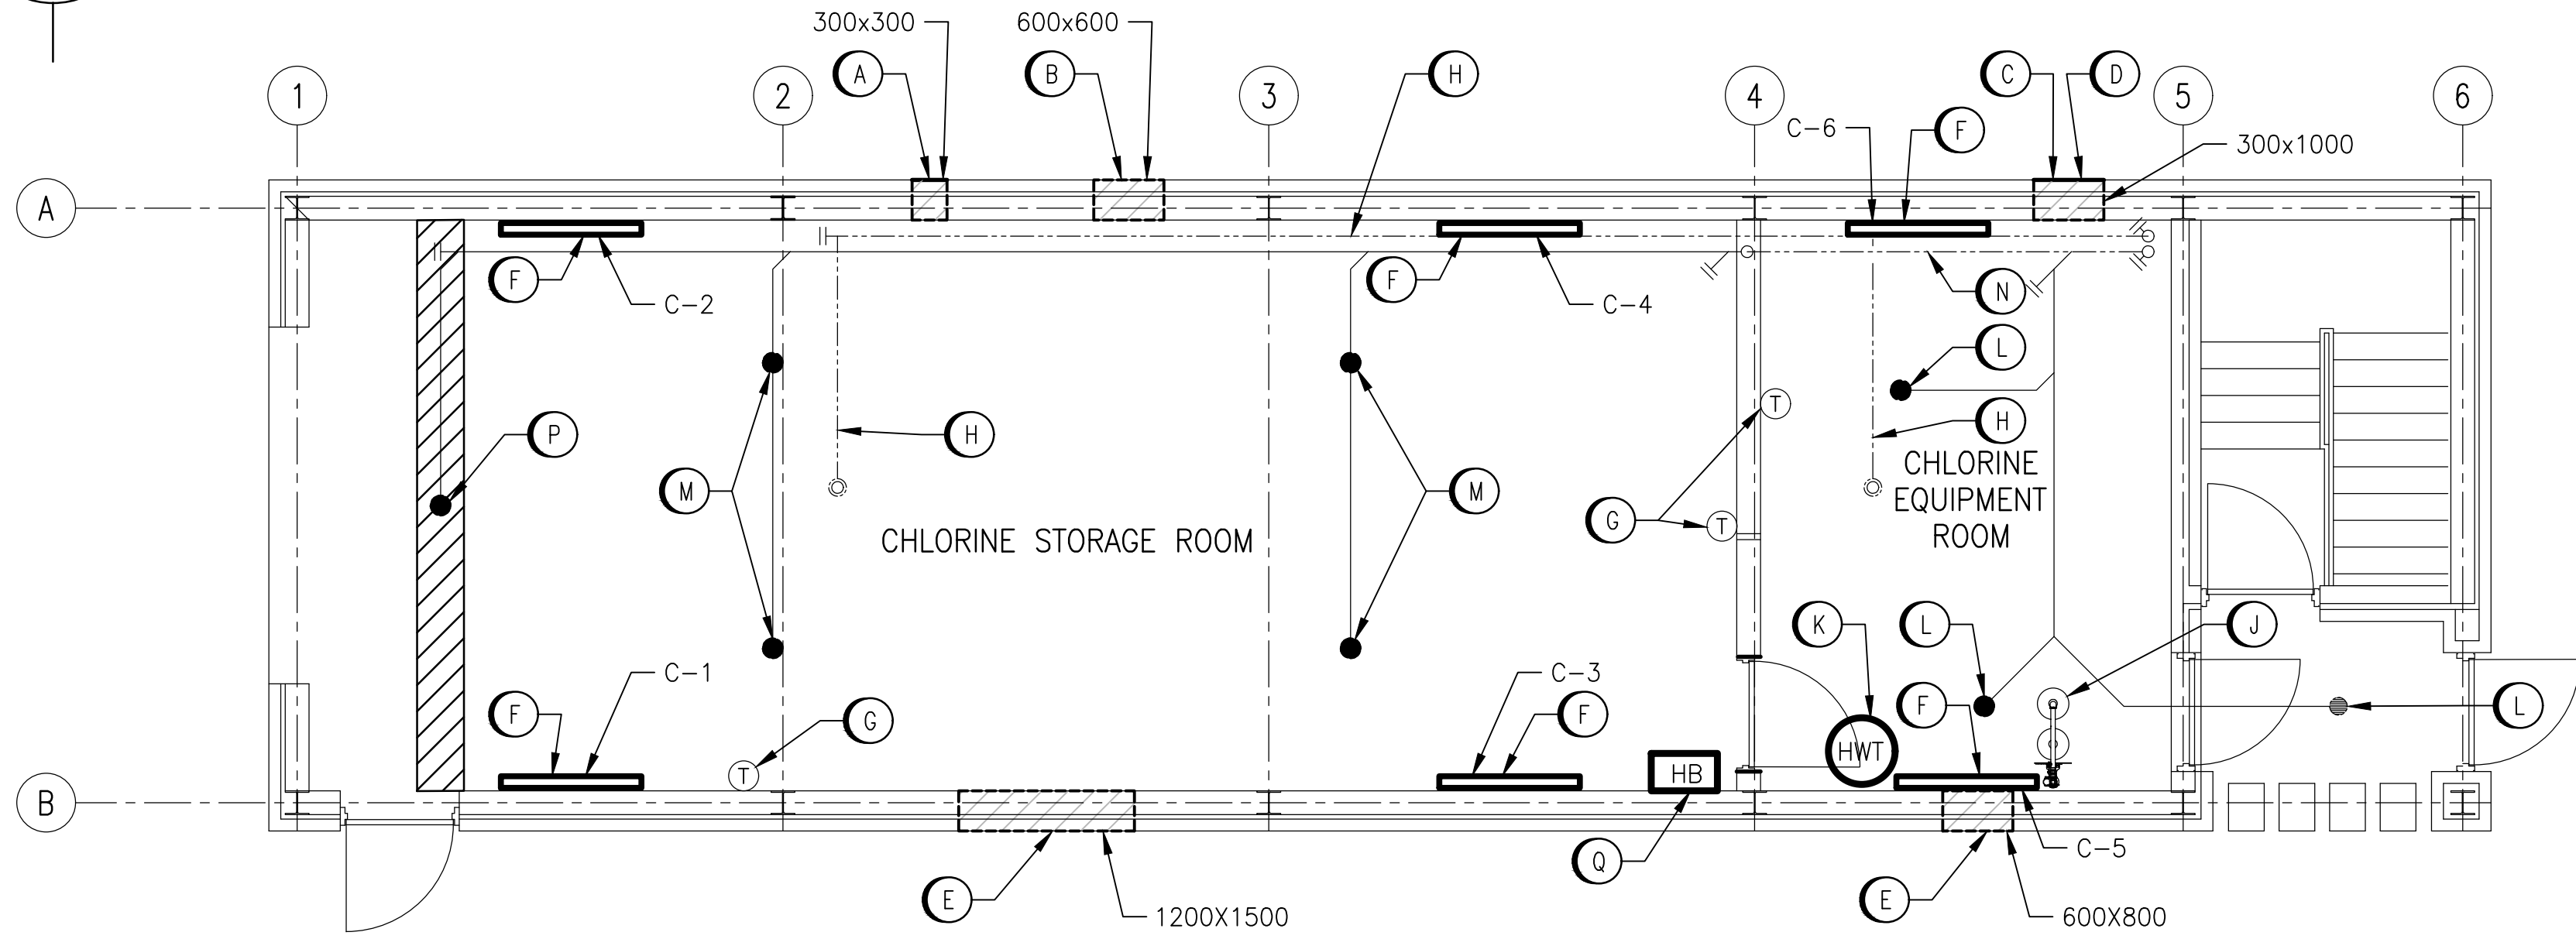 300x300
600x600
A
B
H
C
D
1
2
3
4
5
6
C-6
F
300x1000
A
F
C-2
F
C-4
N
L
T
P
H
H
M
M
G
T
CHLORINE
EQUIPMENT
ROOM
CHLORINE STORAGE ROOM
K
L
J
C-1
C-3
F
G
F
F
L
T
HB
HWT
B
Q
C-5
E
1200X1500
E
600X800